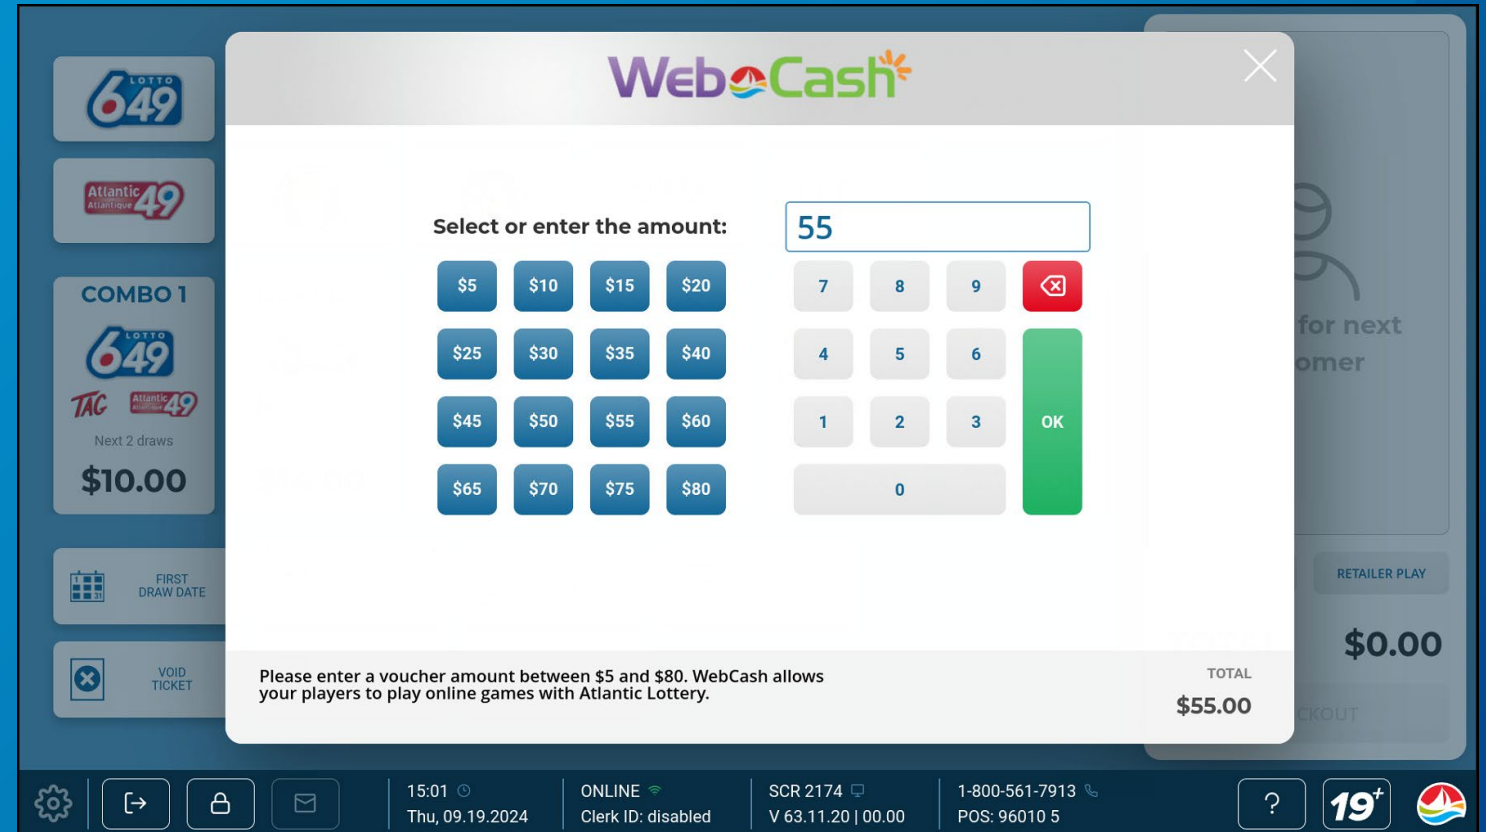 WebCash
LOTTO
649
Atlantic
Atlantique 49
COMBO 1
LOTTO
649
TAG Atlantic 49
Next 2 draws
$10.00
FIRST
DRAW DATE
VOID
TICKET
Select or enter the amount:
55
$5 $10 $15 $20
$25 $30 $35 $40
$45 $50 $55 $60
$65 $70 $75 $80
7 8 9
4 5 6
1 2 3
OK
0
Please enter a voucher amount between $5 and $80. WebCash allows
your players to play online games with Atlantic Lottery.
TOTAL
$55.00
for next
omer
RETAILER PLAY
$0.00
CKOUT
15:01
Thu, 09.19.2024
ONLINE
Clerk ID: disabled
SCR 2174
V 63.11.20 | 00.00
1-800-561-7913
POS: 96010 5
?
19+